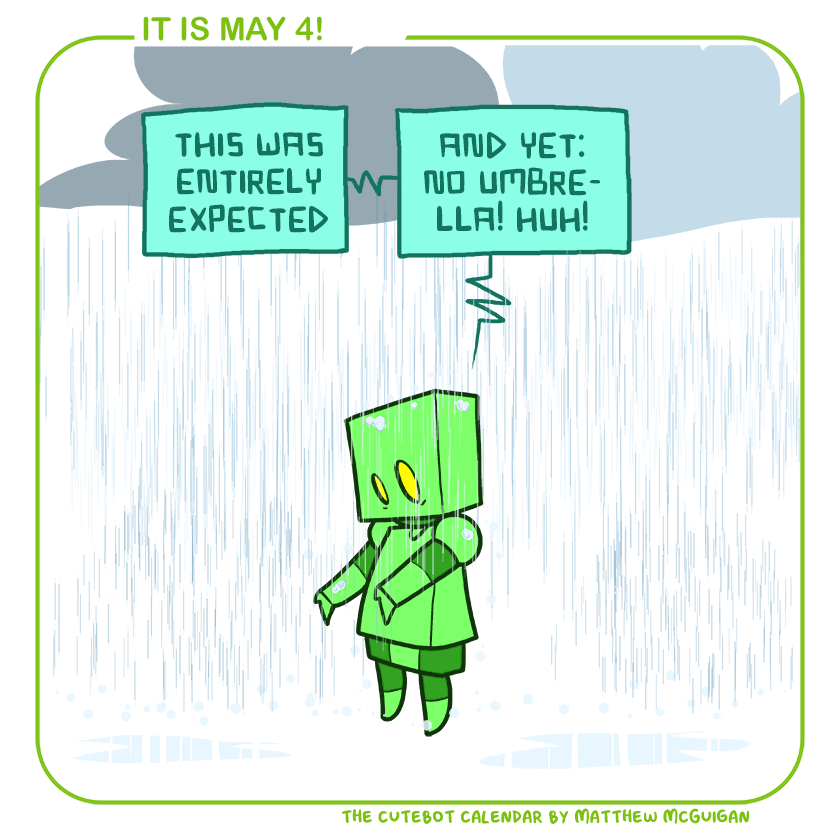 IT IS MAY 4!
THIS WAS
ENTIRELY
EXPECTED
AND YET:
NO UMBRE-
LLA! HUH!
THE CUTEBOT CALENDAR BY MATTHEW MCGUIGAN